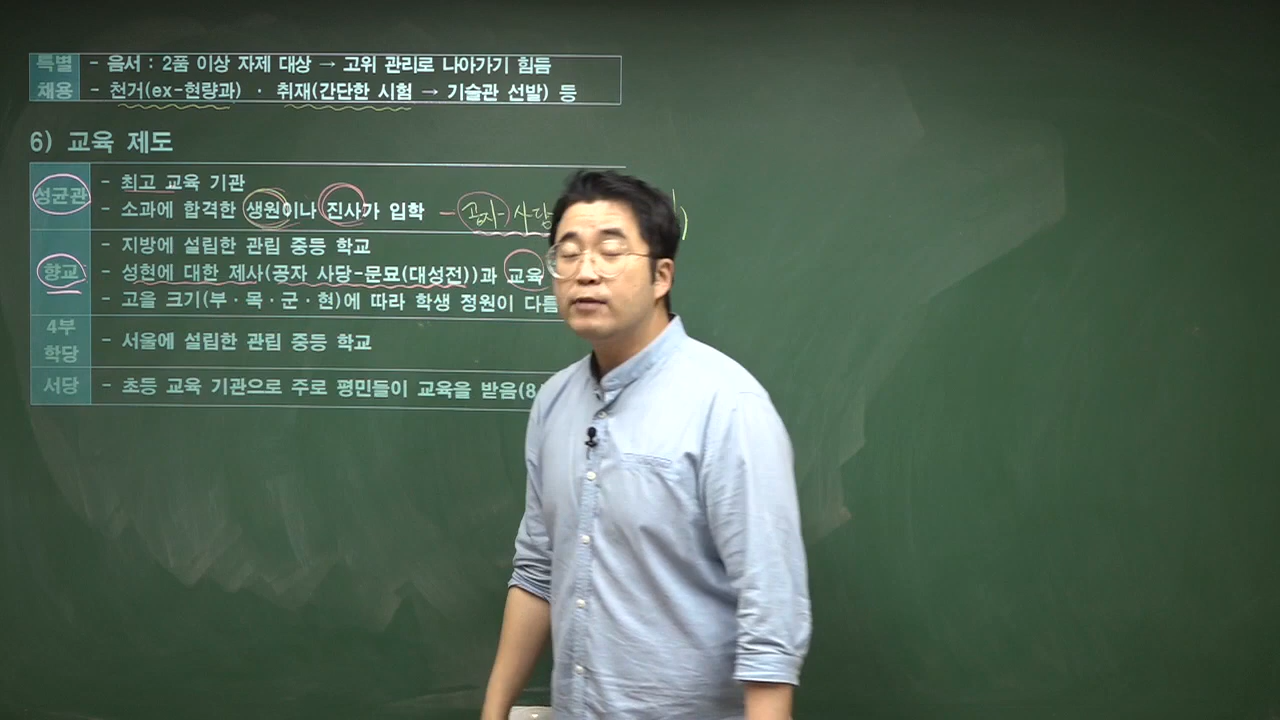 특별 - 음서 : 2품 이상 자제 대상 → 고위 관리로 나아가기 힘듬
채용 - 천거(ex-현량과) · 취재(간단한 시험 → 기술관 선발) 등
6) 교육 제도
- 최고 교육 기관
성균관
- 소과에 합격한 생원이나 진사가 입학 - 공자 사당
- 지방에 설립한 관립 중등 학교
향교 - 성현에 대한 제사(공자 사당-문묘(대성전))과 교육
- 고을 크기(부·목·군·현)에 따라 학생 정원이 다름
4부
학당
- 서울에 설립한 관립 중등 학교
서당 - 초등 교육 기관으로 주로 평민들이 교육을 받음(8